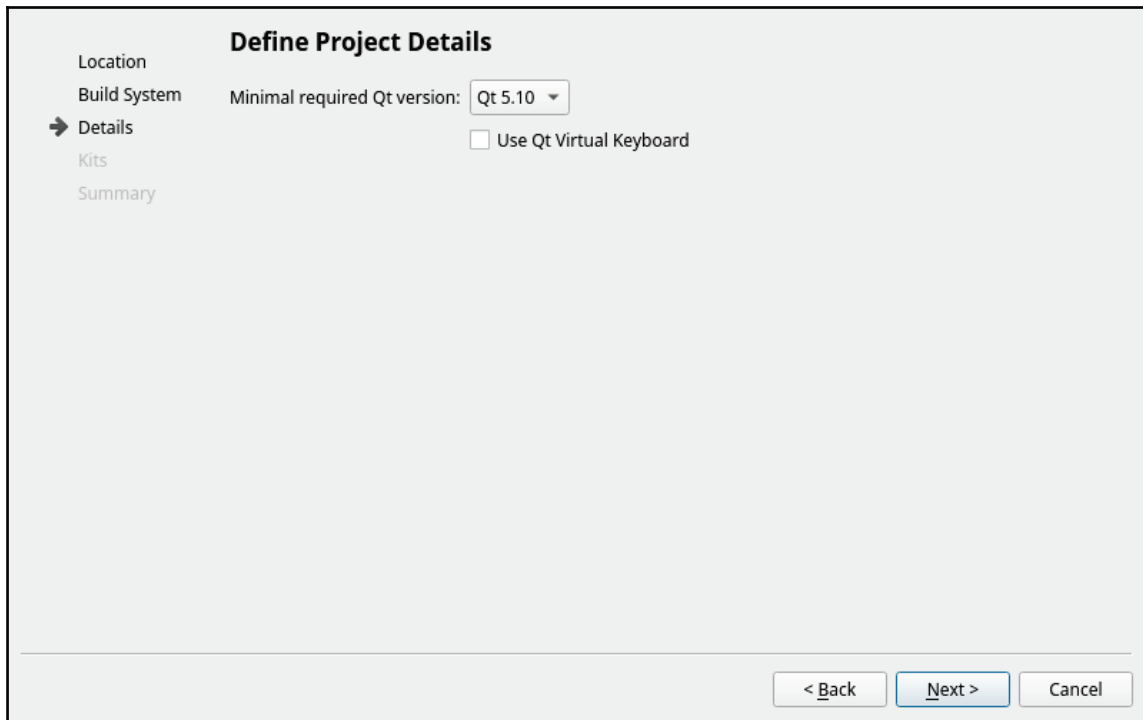 Define Project Details
Location
Build System
Details
Kits
Summary
Minimal required Qt version: Qt 5.10
Use Qt Virtual Keyboard
< Back
Next >
Cancel